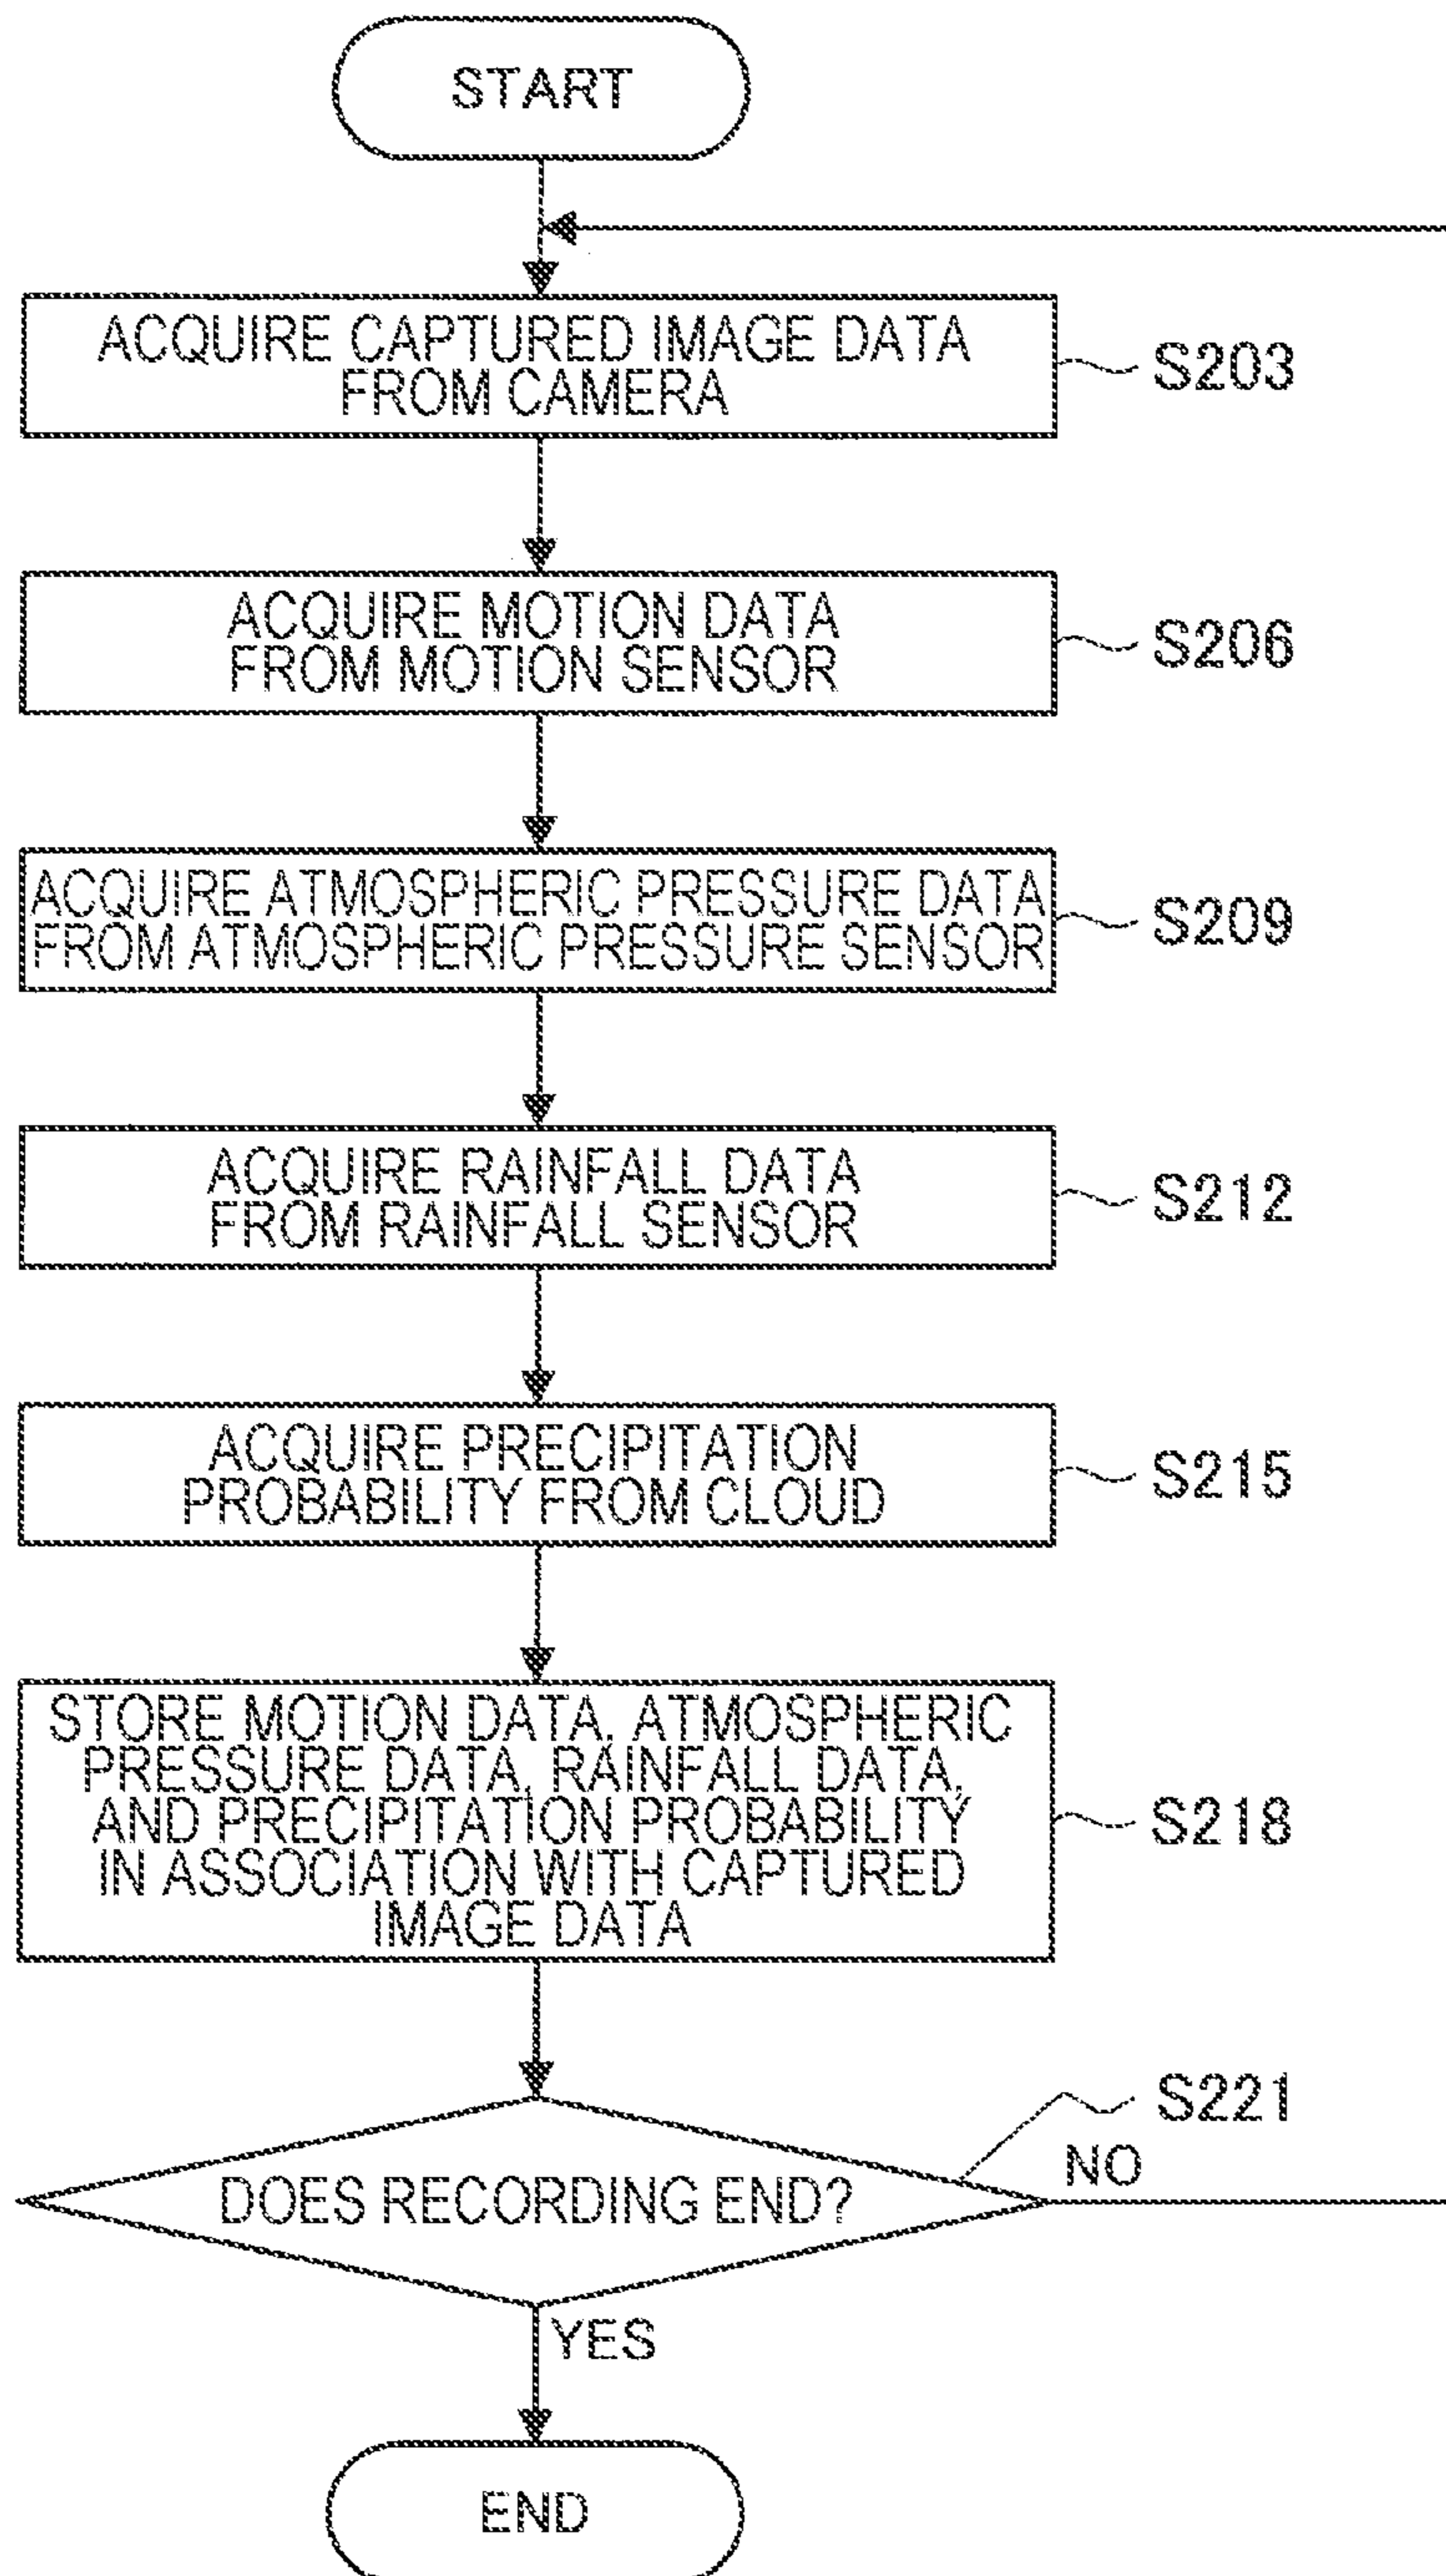 START
ACQUIRE CAPTURED IMAGE DATA
FROM CAMERA
S203
ACQUIRE MOTION DATA
FROM MOTION SENSOR
S206
ACQUIRE ATMOSPHERIC PRESSURE DATA
FROM ATMOSPHERIC PRESSURE SENSOR
S209
ACQUIRE RAINFALL DATA
FROM RAINFALL SENSOR
S212
ACQUIRE PRECIPITATION
PROBABILITY FROM CLOUD
S215
STORE MOTION DATA, ATMOSPHERIC
PRESSURE DATA, RAINFALL DATA,
AND PRECIPITATION PROBABILITY
IN ASSOCIATION WITH CAPTURED
IMAGE DATA
S218
S221
NO
DOES RECORDING END?
YES
END